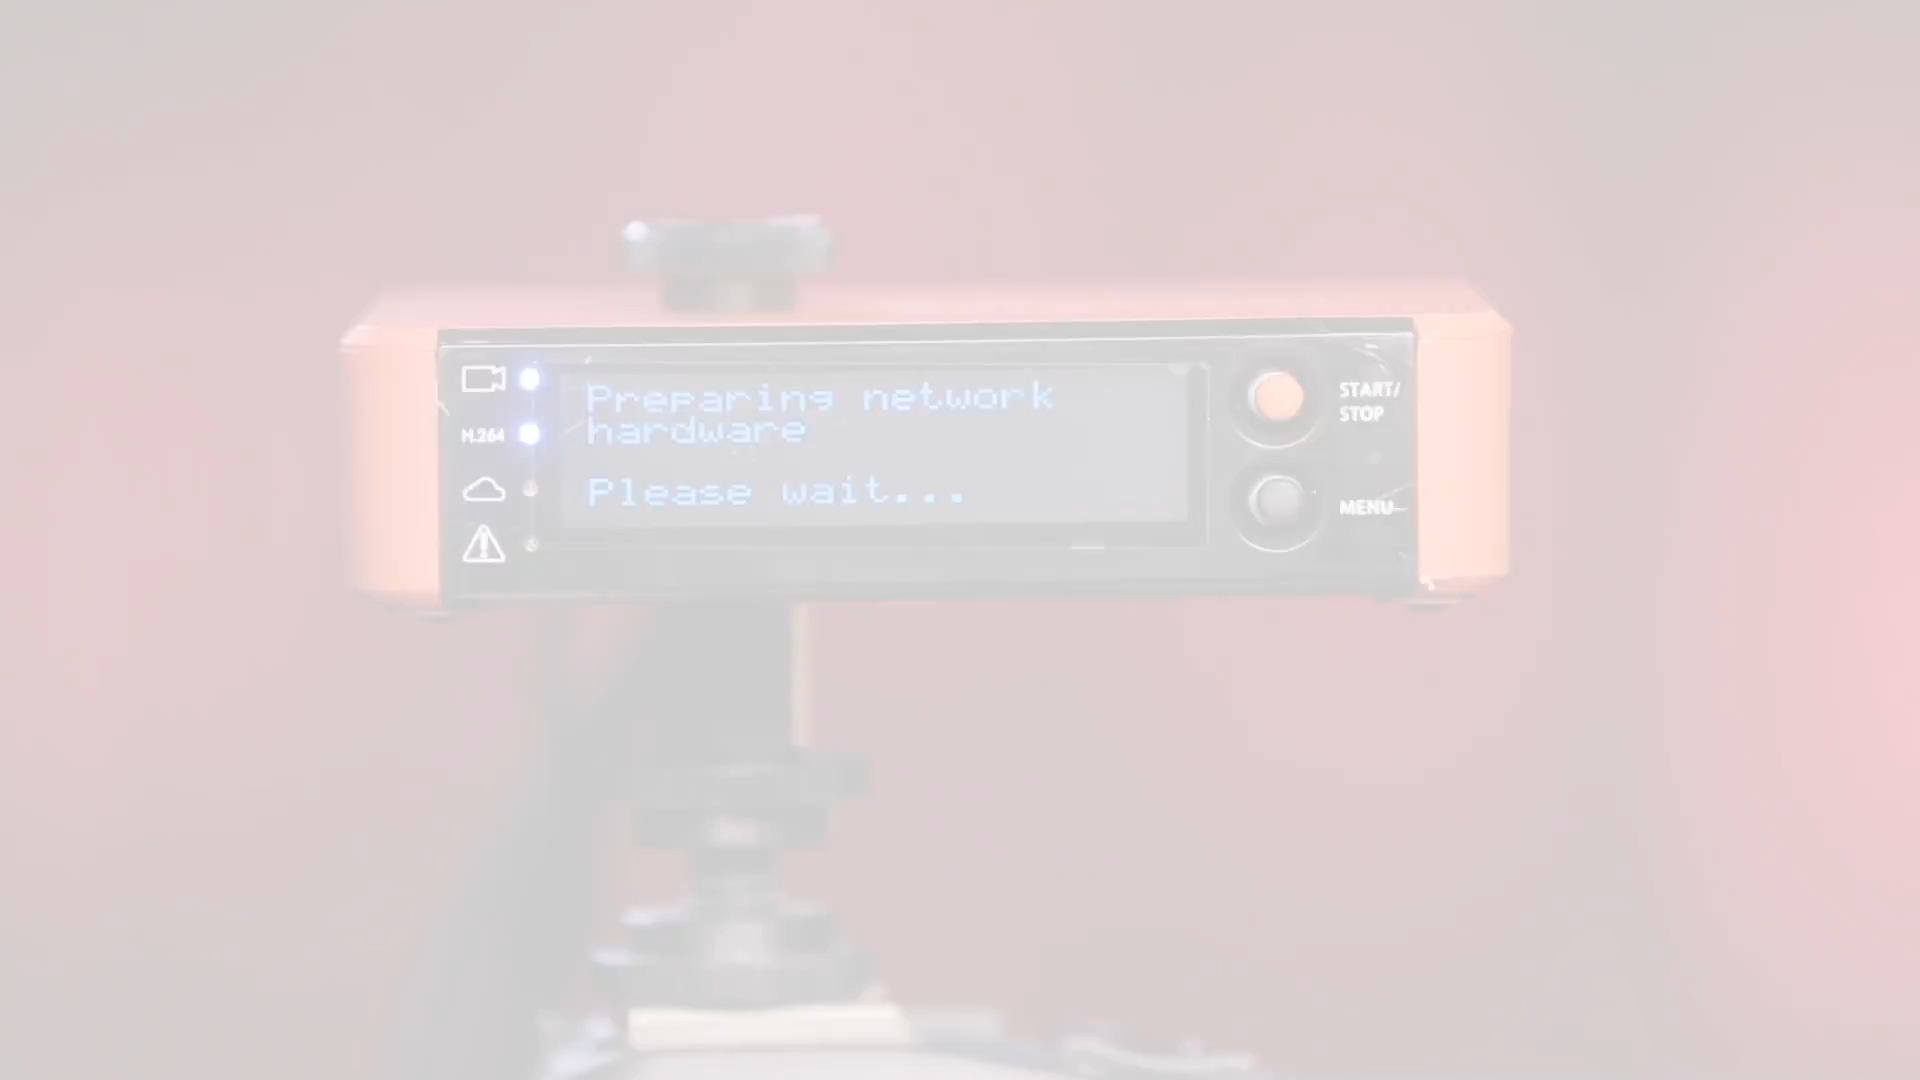 Preparing network
hardware
Please wait...
H.264
START/
STOP
MENU